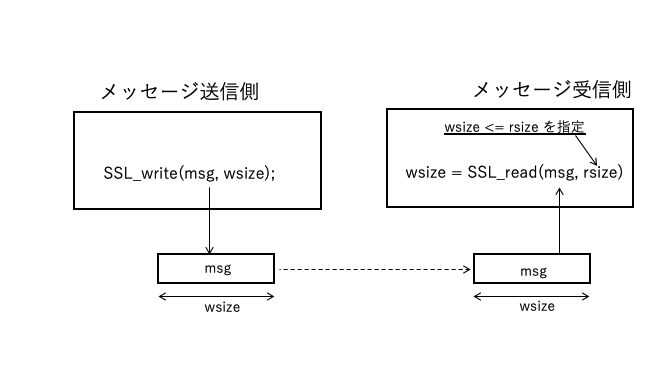 メッセージ送信側
メッセージ受信側
wsize <= rsize を指定
SSL_write(msg, wsize);
wsize = SSL_read(msg, rsize)
msg
msg
wsize
wsize